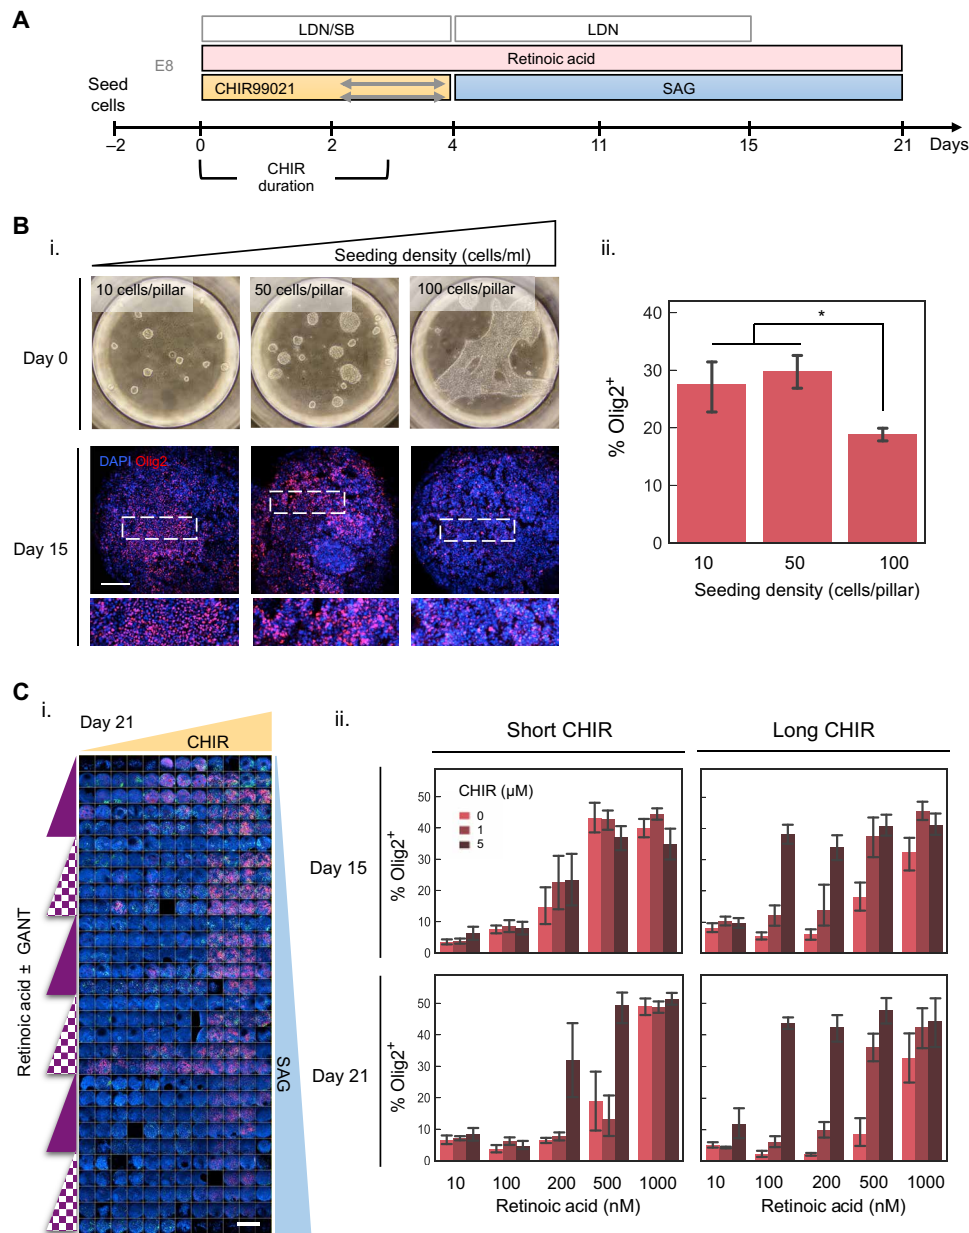 A
LDN/SB
LDN
E8
Retinoic acid
Seed
cells
CHIR99021
SAG
–2
0
2
4
11
15
21
Days
CHIR
duration
B
i.
Seeding density (cells/ml)
10 cells/pillar
50 cells/pillar
100 cells/pillar
Day 0
DAPI Olig2
Day 15
ii.
*
% Olig2⁺
40
30
20
10
0
10
50
100
Seeding density (cells/pillar)
C
i.
Day 21
CHIR
Retinoic acid ± GANT
SAG
ii.
Short CHIR
Long CHIR
Day 15
% Olig2⁺
50
40
30
20
10
0
CHIR (µM)
0
1
5
Day 21
% Olig2⁺
50
40
30
20
10
0
10
100
200
500
1000
Retinoic acid (nM)
10
100
200
500
1000
Retinoic acid (nM)